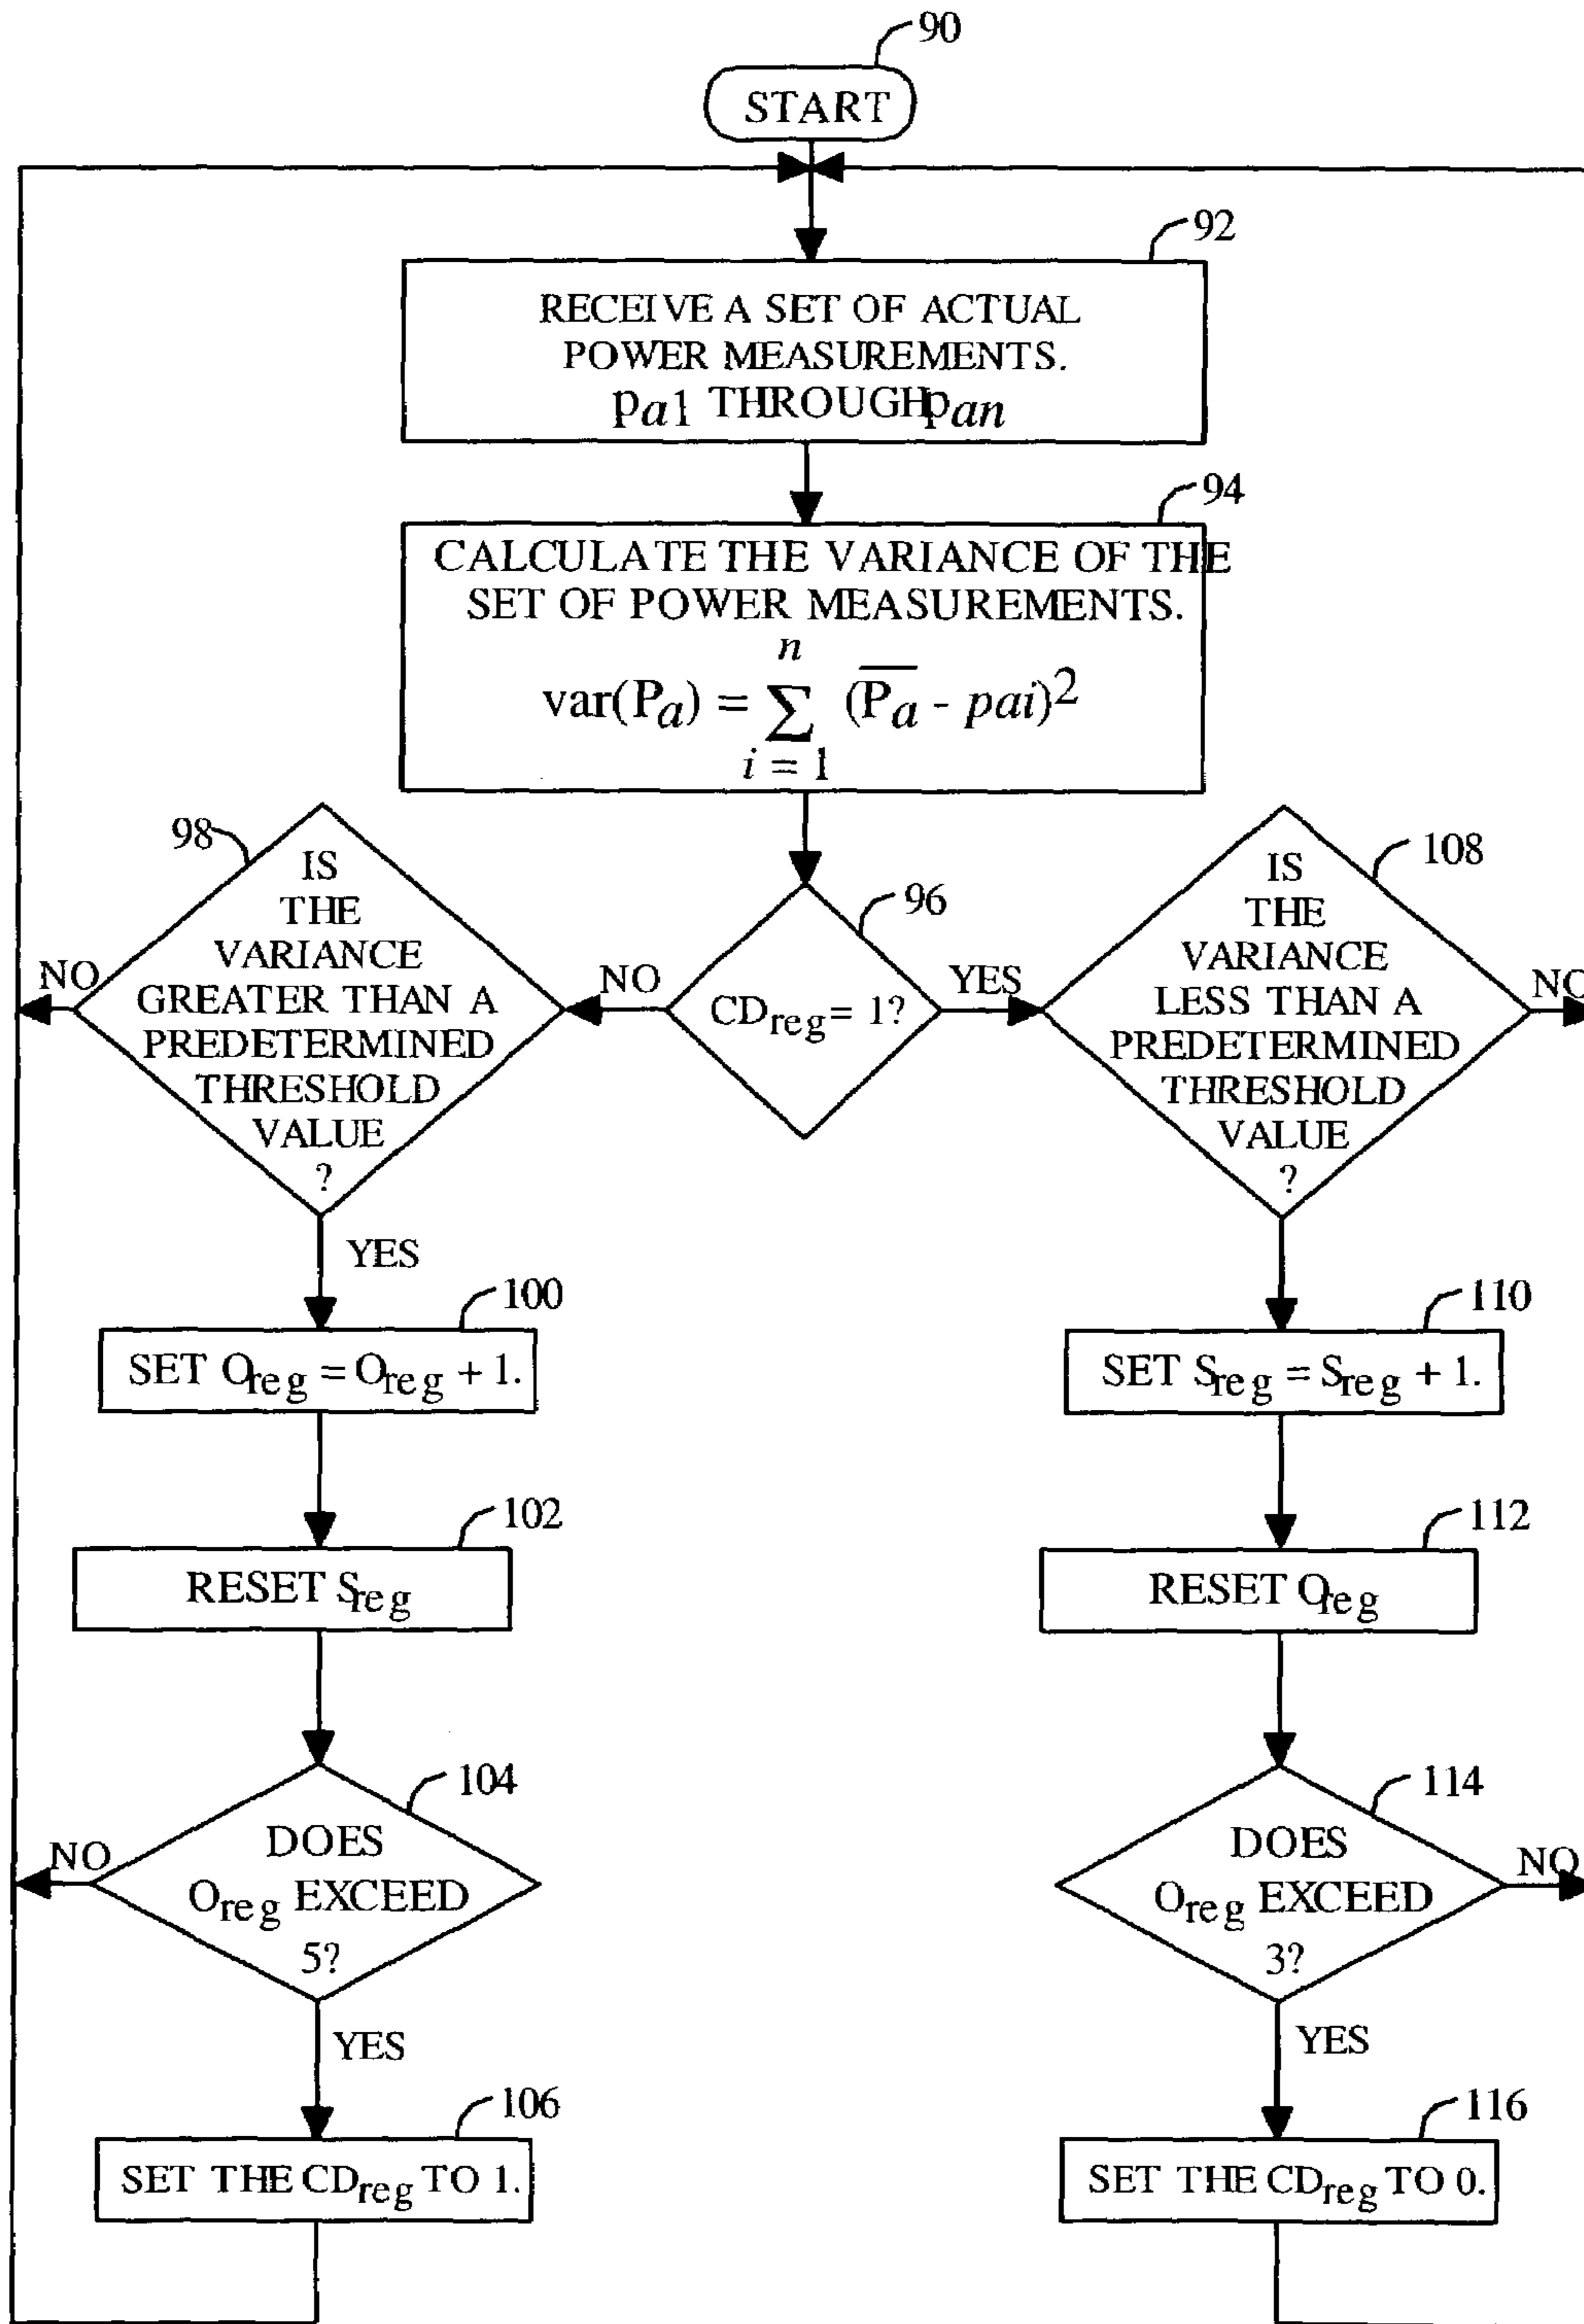 90
START
92
RECEIVE A SET OF ACTUAL
POWER MEASUREMENTS.
pa1 THROUGH pan
94
CALCULATE THE VARIANCE OF THE
SET OF POWER MEASUREMENTS.
n
var(Pa) = ∑ (P̅a̅ - pai)²
i = 1
98
IS
THE
VARIANCE
GREATER THAN A
PREDETERMINED
THRESHOLD
VALUE
?
NO
YES
96
CDreg = 1?
NO
YES
108
IS
THE
VARIANCE
LESS THAN A
PREDETERMINED
THRESHOLD
VALUE
?
NO
100
SET Oreg = Oreg + 1.
102
RESET Sreg
104
DOES
Oreg EXCEED
5?
NO
YES
106
SET THE CDreg TO 1.
110
SET Sreg = Sreg + 1.
112
RESET Oreg
114
DOES
Oreg EXCEED
3?
NO
YES
116
SET THE CDreg TO 0.